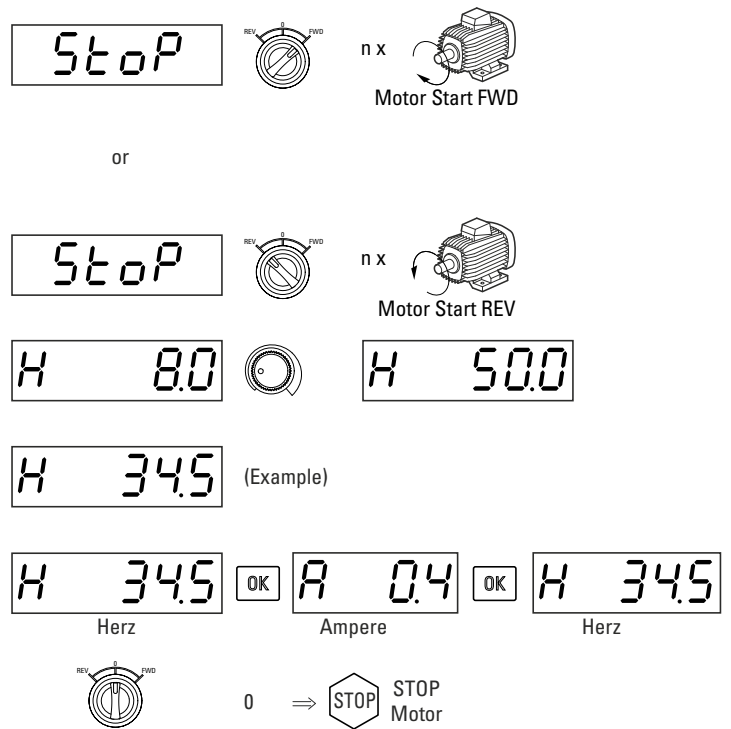 StoP REV 0 FWD n x
Motor Start FWD
or
StoP REV 0 FWD n x
Motor Start REV
H 8.0 H 50.0
H 34.5 (Example)
H 34.5 OK A 0.4 OK H 34.5
Herz Ampere Herz
REV 0 FWD 0 ⇒ STOP STOP
Motor